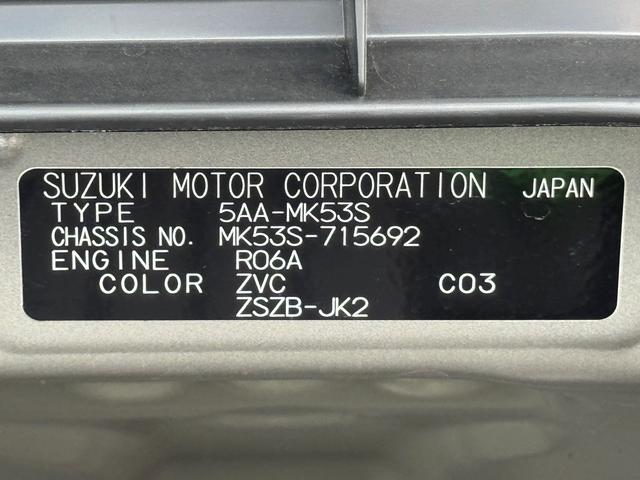 SUZUKI MOTOR CORPORATION JAPAN
TYPE 5AA-MK53S
CHASSIS NO. MK53S-715692
ENGINE R06A
COLOR ZVC C03
ZSZB-JK2